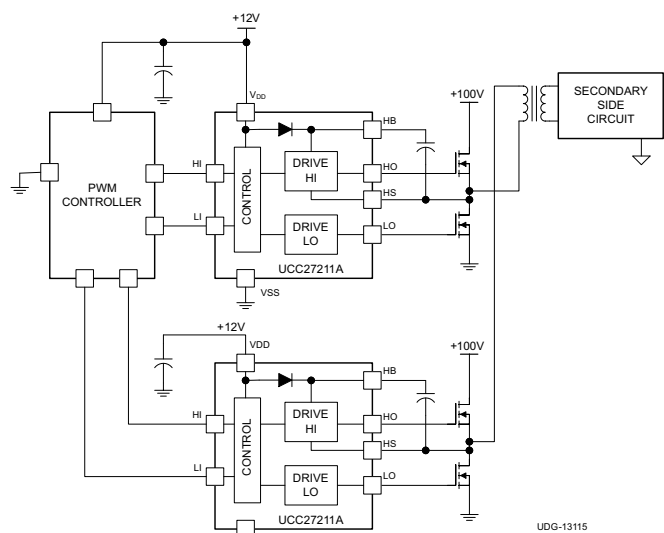 +12V
VDD
+100V
SECONDARY
SIDE
CIRCUIT
HB
HI
DRIVE
HI
HO
PWM
CONTROLLER
CONTROL
HS
LI
DRIVE
LO
LO
UCC27211A
VSS
+12V
VDD
+100V
HB
HI
DRIVE
HI
HO
CONTROL
HS
LI
DRIVE
LO
LO
UCC27211A
UDG-13115